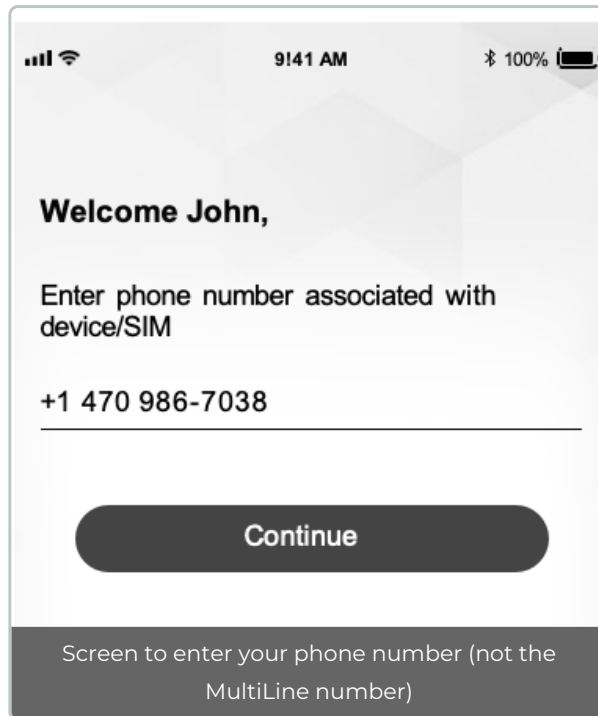 9:41 AM
100%
Welcome John,
Enter phone number associated with
device/SIM
+1 470 986-7038
Continue
Screen to enter your phone number (not the
MultiLine number)